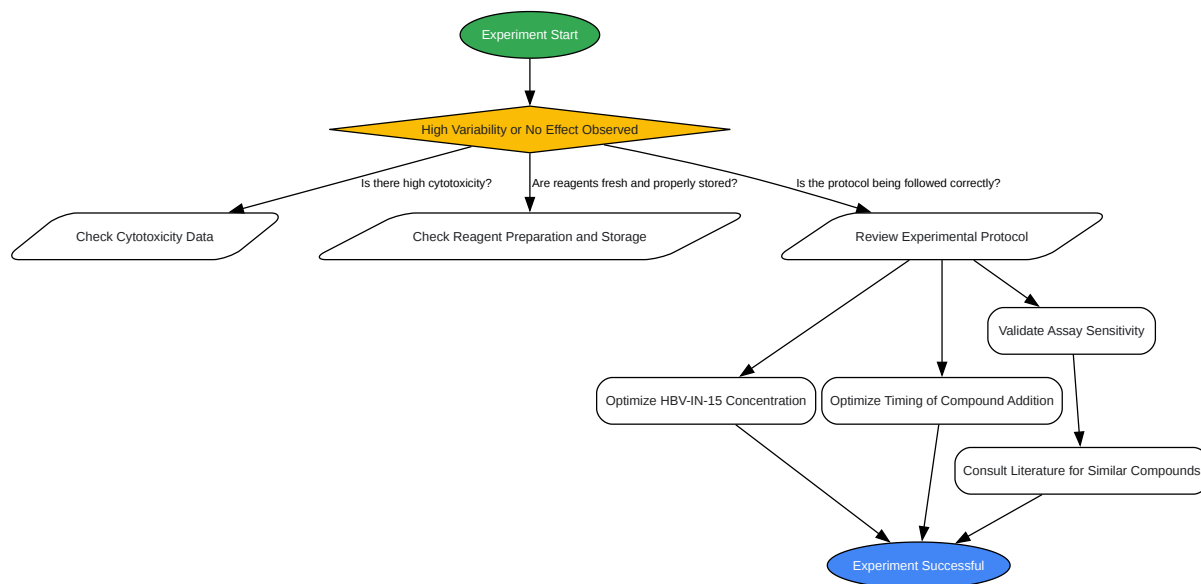 Experiment Start
High Variability or No Effect Observed
Is there high cytotoxicity?
Are reagents fresh and properly stored?
Is the protocol being followed correctly?
Check Cytotoxicity Data
Check Reagent Preparation and Storage
Review Experimental Protocol
Validate Assay Sensitivity
Optimize HBV-IN-15 Concentration
Optimize Timing of Compound Addition
Consult Literature for Similar Compounds
Experiment Successful